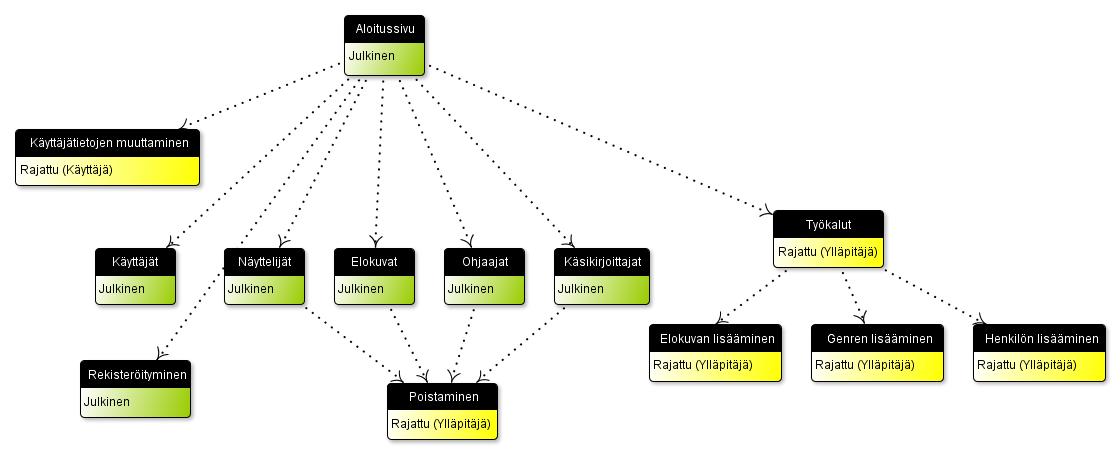 Aloitussivu
Julkinen
Käyttäjätietojen muuttaminen
Rajattu (Käyttäjä)
Työkalut
Rajattu (Ylläpitäjä)
Käyttäjät
Julkinen
Näyttelijät
Julkinen
Elokuvat
Julkinen
Ohjaajat
Julkinen
Käsikirjoittajat
Julkinen
Elokuvan lisääminen
Rajattu (Ylläpitäjä)
Genren lisääminen
Rajattu (Ylläpitäjä)
Henkilön lisääminen
Rajattu (Ylläpitäjä)
Rekisteröityminen
Julkinen
Poistaminen
Rajattu (Ylläpitäjä)